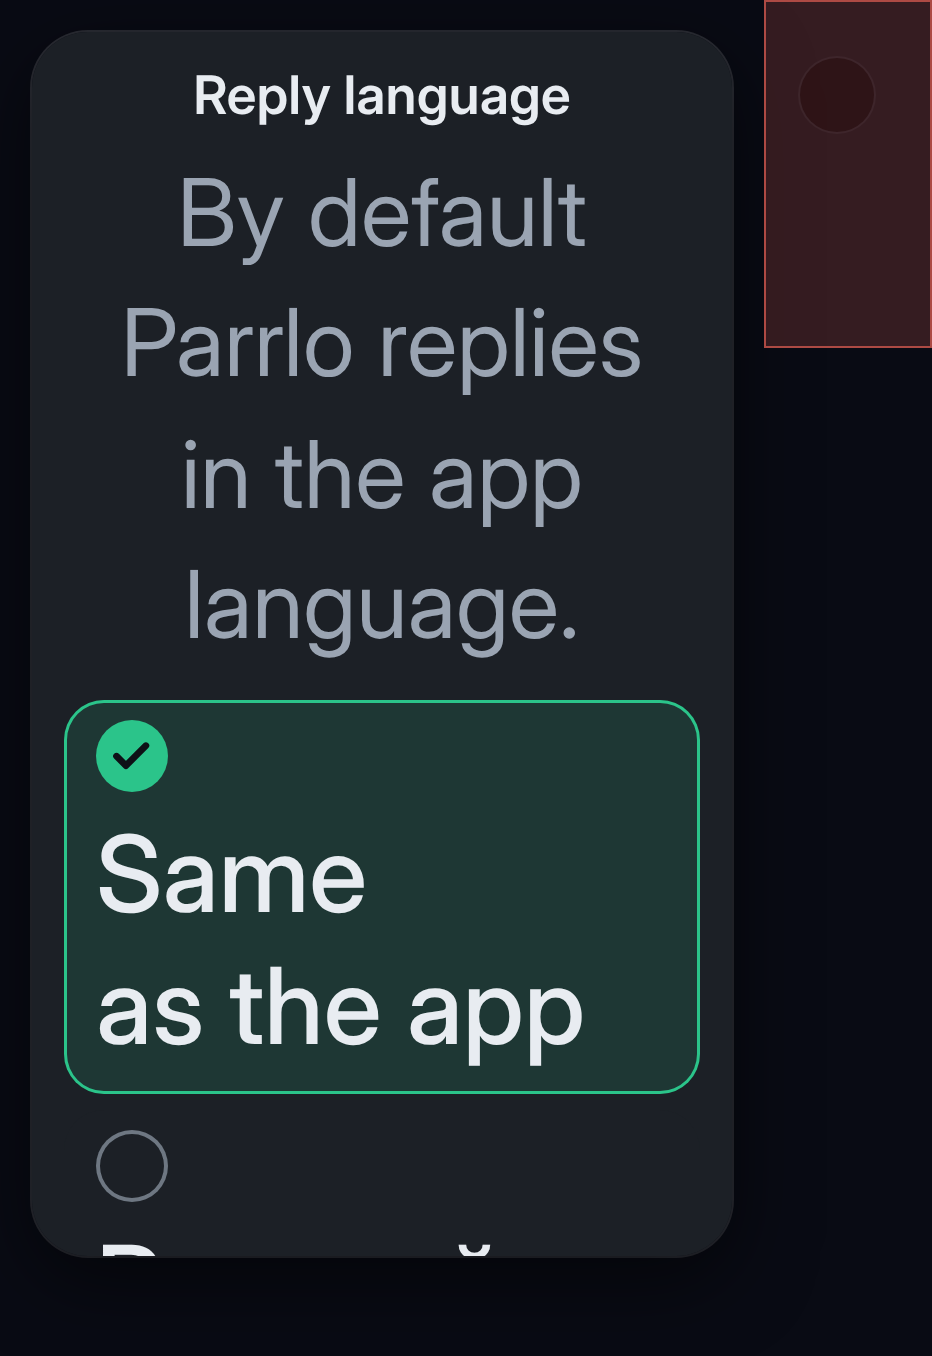 Reply language
By default
Parrlo replies
in the app
language.
Same
as the app